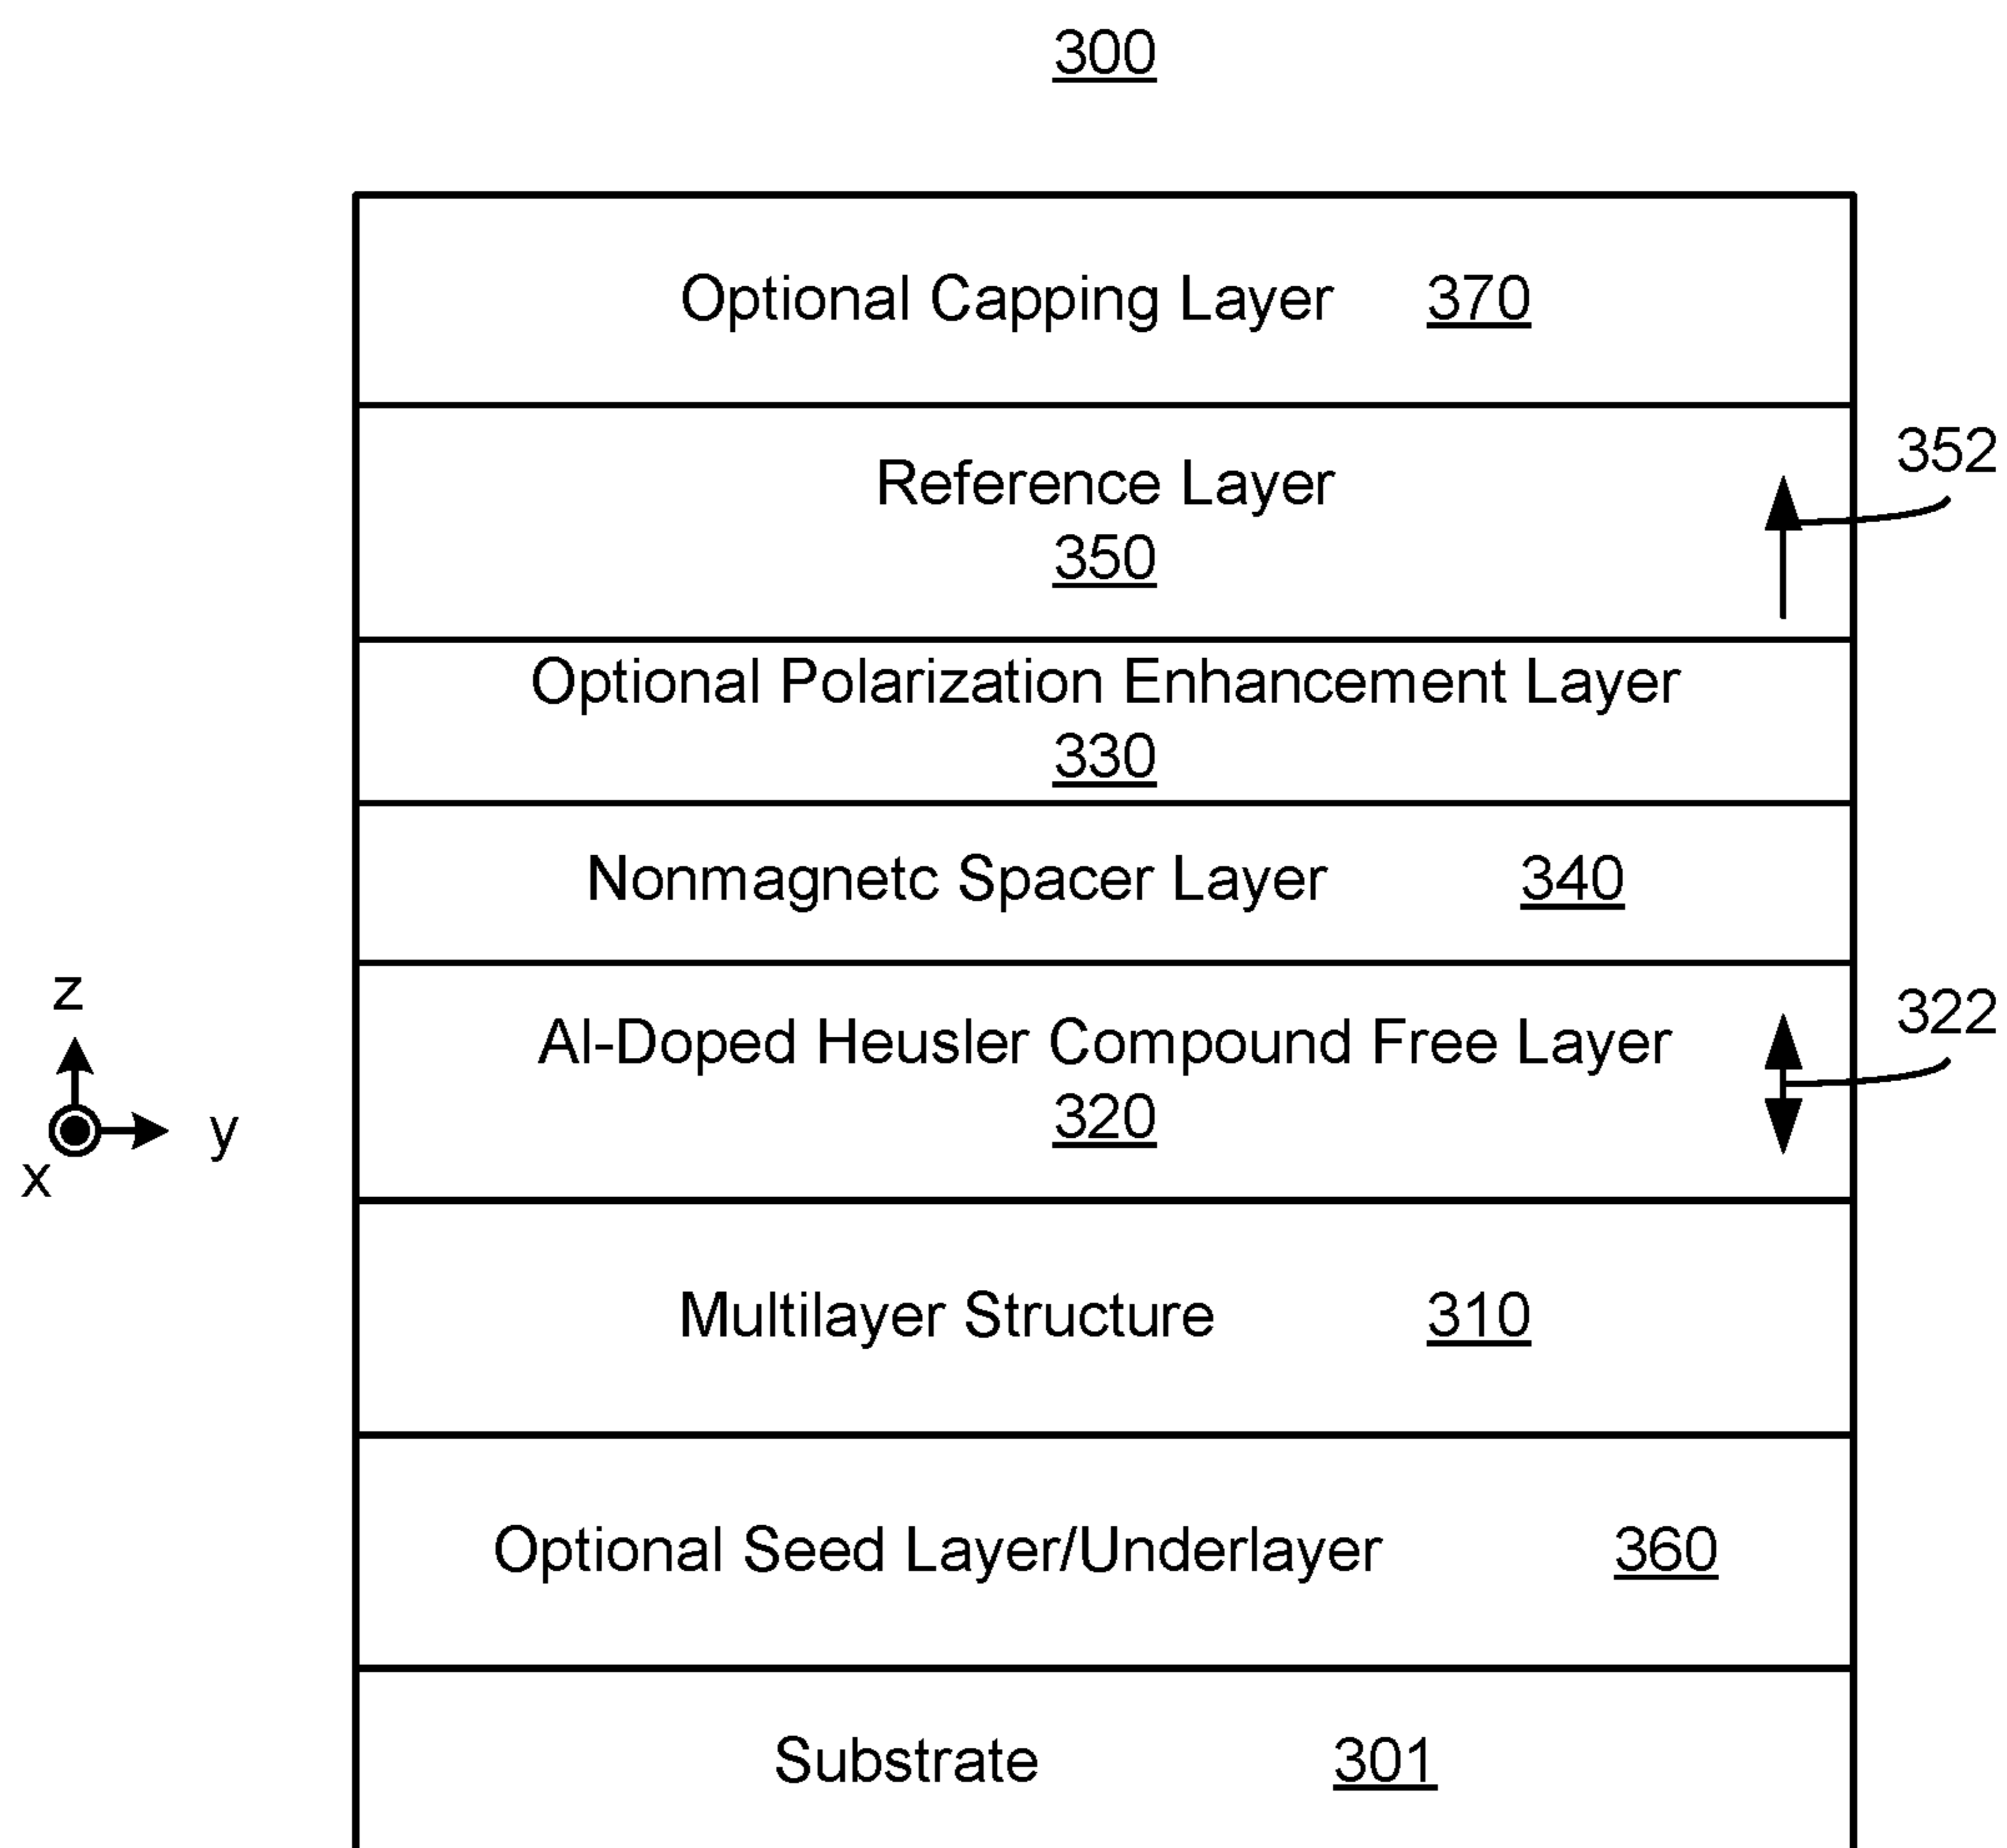 300
Optional Capping Layer 370
Reference Layer
350
352
Optional Polarization Enhancement Layer
330
Nonmagnetc Spacer Layer 340
Al-Doped Heusler Compound Free Layer
320
322
z
y
x
Multilayer Structure 310
Optional Seed Layer/Underlayer 360
Substrate 301